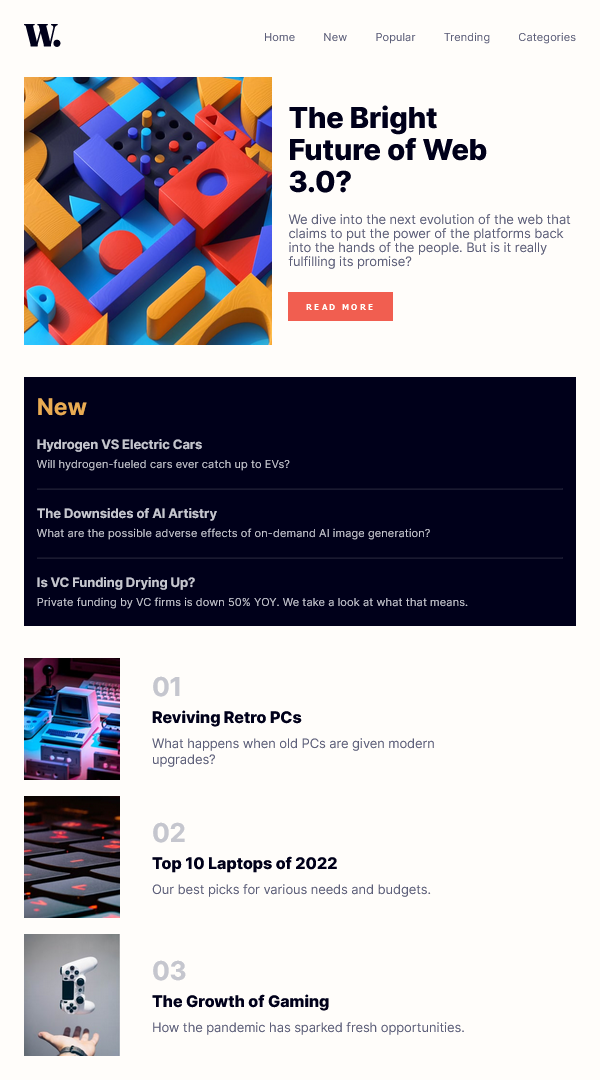 W.
Home New Popular Trending Categories
The Bright
Future of Web
3.0?
We dive into the next evolution of the web that
claims to put the power of the platforms back
into the hands of the people. But is it really
fulfilling its promise?
READ MORE
New
Hydrogen VS Electric Cars
Will hydrogen-fueled cars ever catch up to EVs?
The Downsides of AI Artistry
What are the possible adverse effects of on-demand AI image generation?
Is VC Funding Drying Up?
Private funding by VC firms is down 50% YOY. We take a look at what that means.
01
Reviving Retro PCs
What happens when old PCs are given modern
upgrades?
02
Top 10 Laptops of 2022
Our best picks for various needs and budgets.
03
The Growth of Gaming
How the pandemic has sparked fresh opportunities.